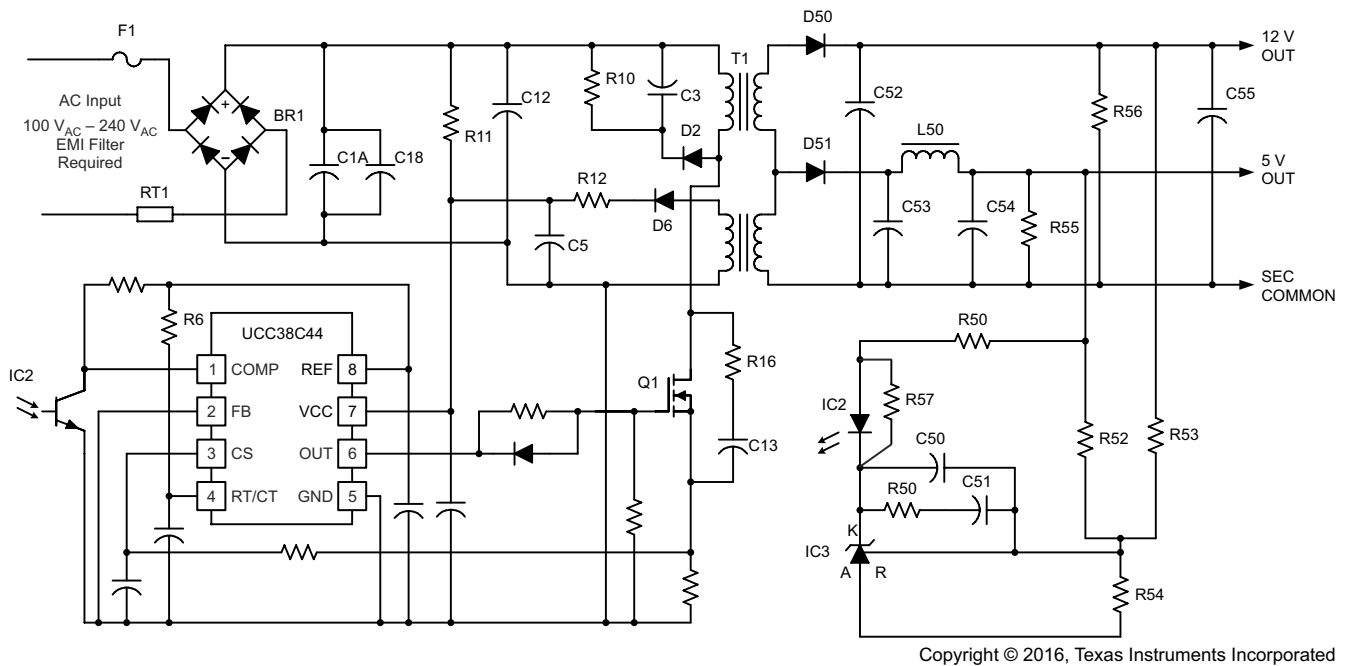 F1
AC Input
100 VAC – 240 VAC
EMI Filter
Required
BR1
RT1
C1A
C18
R11
C12
R10
C3
D2
T1
D50
C52
12 V
OUT
R56
C55
D51
L50
5 V
OUT
R12
D6
C5
C53
C54
R55
SEC
COMMON
R6
UCC38C44
IC2
1 COMP
REF 8
2 FB
VCC 7
3 CS
OUT 6
4 RT/CT
GND 5
Q1
R16
C13
R50
IC2
R57
C50
R50
C51
R52
R53
K
IC3
A
R
R54
Copyright © 2016, Texas Instruments Incorporated